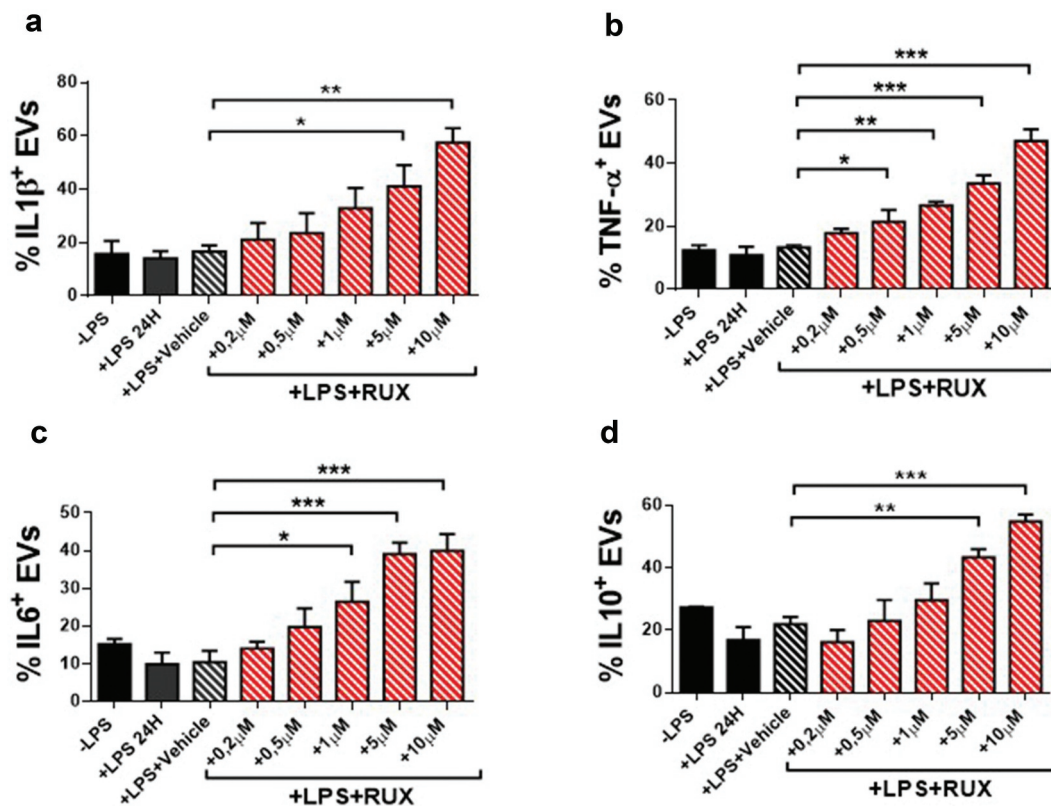 a
% IL1β+ EVs
80
60
40
20
0
**
*
-LPS
+LPS 24H
+LPS+Vehicle
+0,2μM
+0,5μM
+1μM
+5μM
+10μM
+LPS+RUX
b
% TNF-α+ EVs
60
40
20
0
***
***
**
*
-LPS
+LPS 24H
+LPS+Vehicle
+0,2μM
+0,5μM
+1μM
+5μM
+10μM
+LPS+RUX
c
% IL6+ EVs
50
40
30
20
10
0
***
***
*
-LPS
+LPS 24H
+LPS+Vehicle
+0,2μM
+0,5μM
+1μM
+5μM
+10μM
+LPS+RUX
d
% IL10+ EVs
60
40
20
0
***
**
-LPS
+LPS 24H
+LPS+Vehicle
+0,2μM
+0,5μM
+1μM
+5μM
+10μM
+LPS+RUX